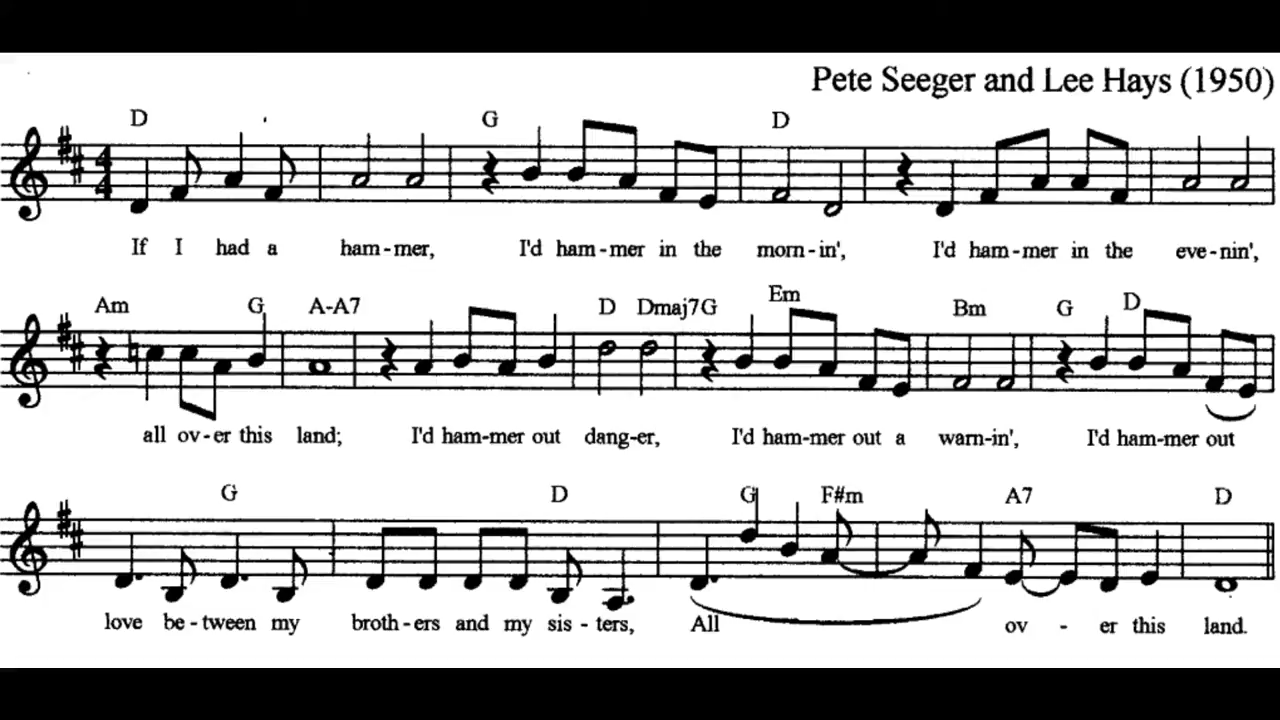 Pete Seeger and Lee Hays (1950)
D G D
4
4
If I had a ham-mer, I'd ham-mer in the morn-in', I'd ham-mer in the eve-nin',
Am G A-A7 D Dmaj7G Em Bm G D
all ov-er this land; I'd ham-mer out dang-er, I'd ham-mer out a warn-in', I'd ham-mer out
G D G F#m A7 D
love be-tween my broth-ers and my sis-ters, All ov - er this land.